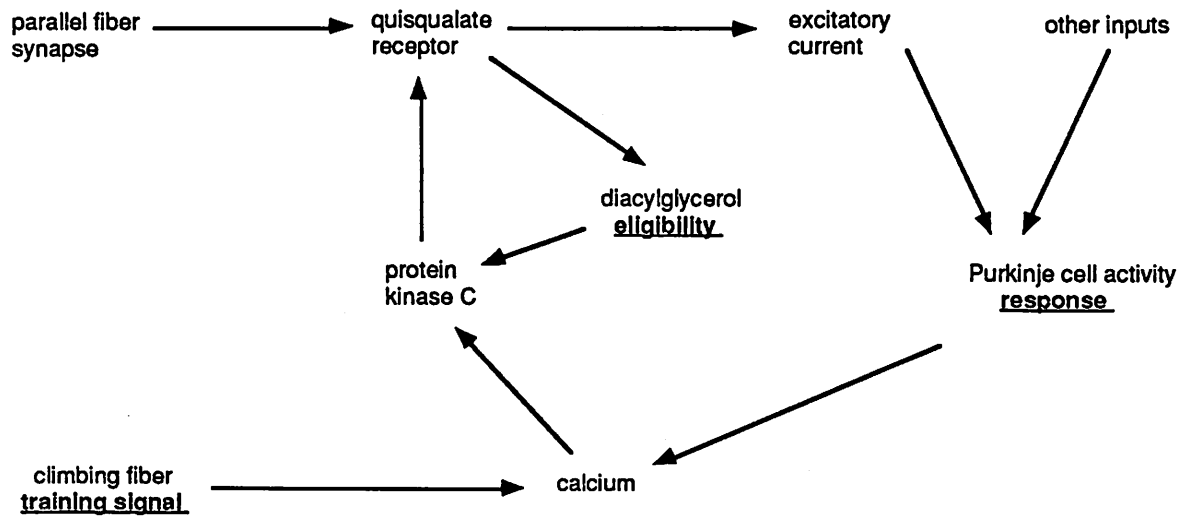 parallel fiber
synapse
quisqualate
receptor
excitatory
current
other inputs
diacylglycerol
eligibility
protein
kinase C
Purkinje cell activity
response
climbing fiber
training signal
calcium